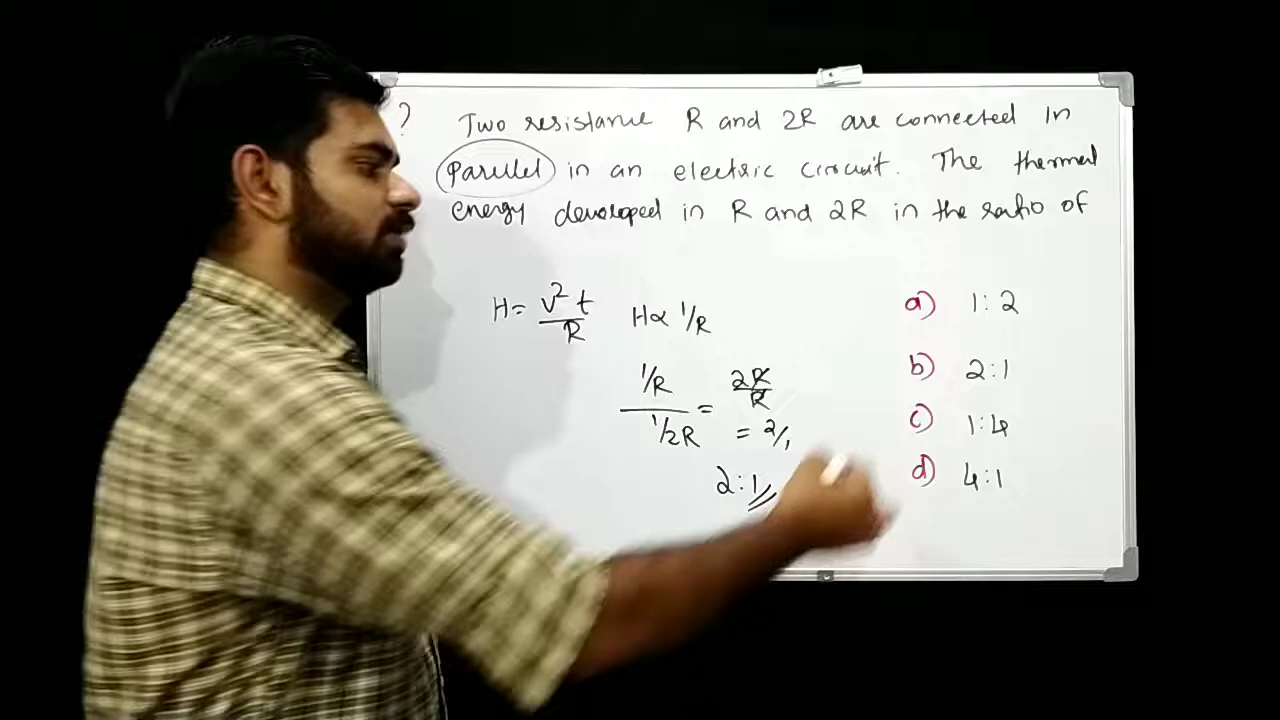 ? Two resistance R and 2R are connected in
Parallel in an electric circuit. The thermal
energy developed in R and 2R in the ratio of
H= V² t / R H∝ 1/R
1/R / 1/2R = 2R / R
= 2/1
2:1
a) 1:2
b) 2:1
c) 1:4
d) 4:1